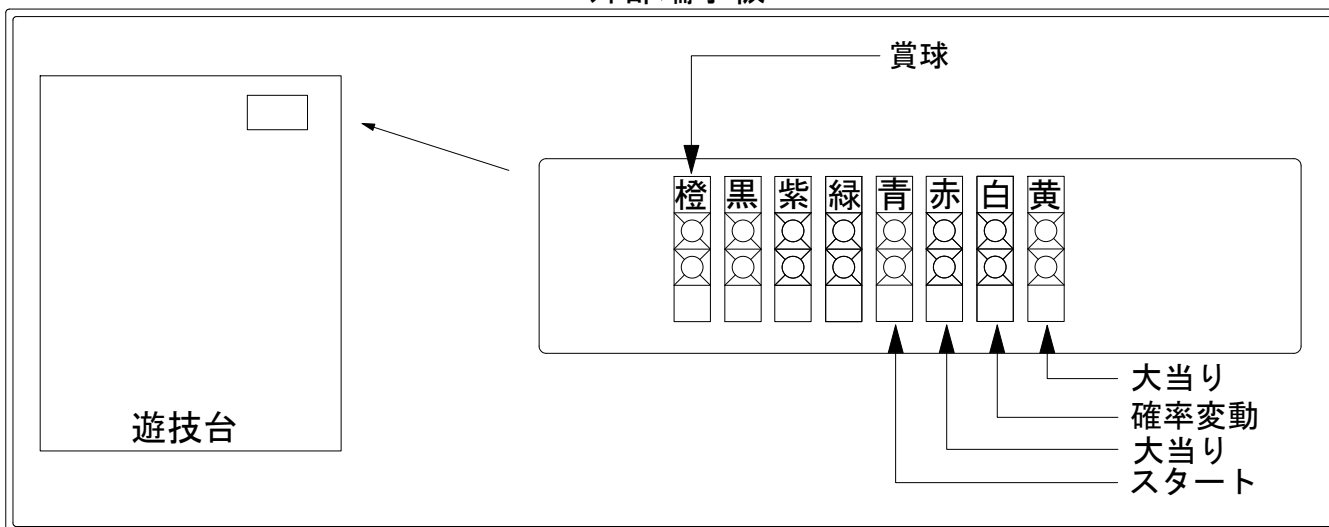 賞球
橙 黒 紫 緑 青 赤 白 黄
大当り
確率変動
大当り
スタート
遊技台